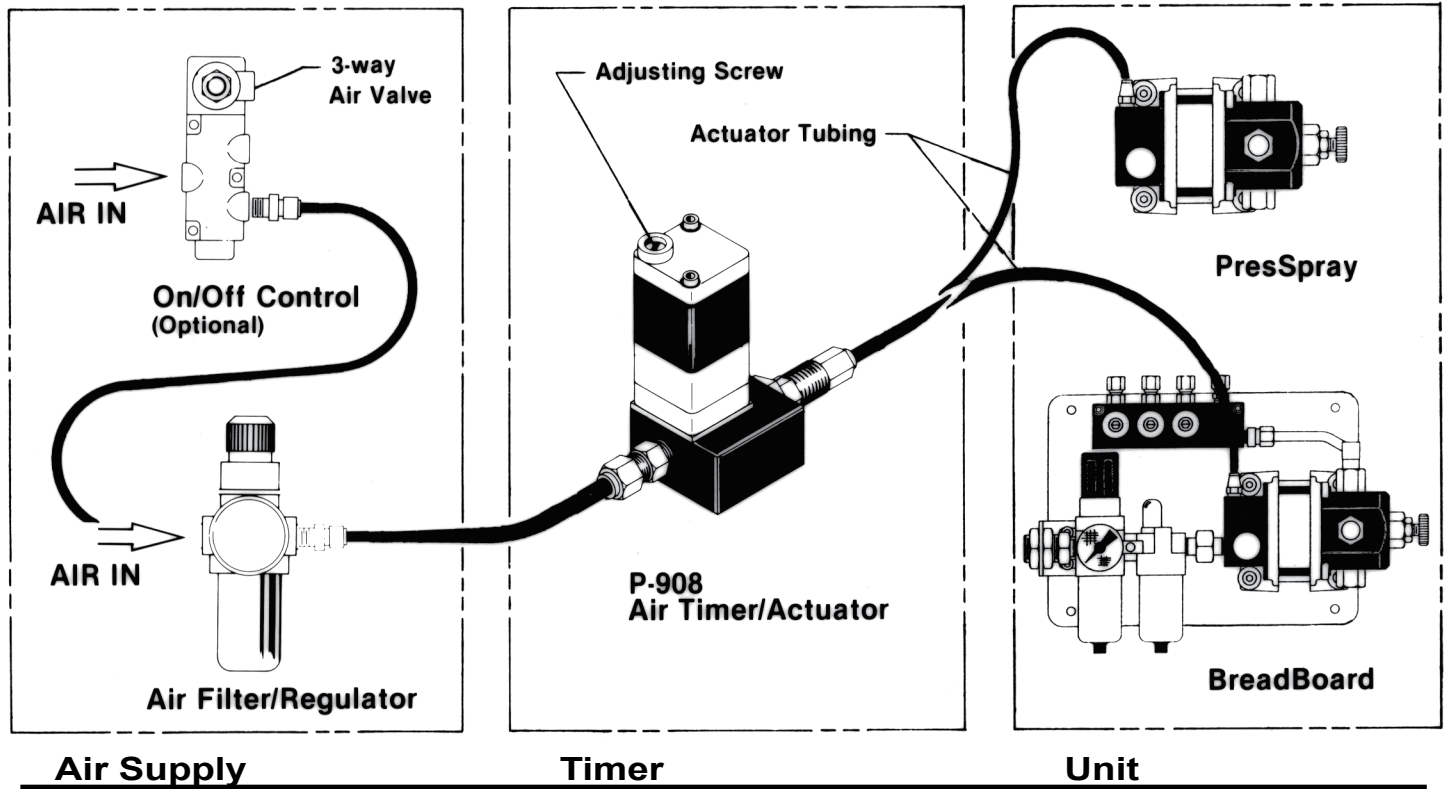 3-way
Air Valve
AIR IN
On/Off Control
(Optional)
AIR IN
Air Filter/Regulator
Adjusting Screw
Actuator Tubing
P-908
Air Timer/Actuator
PresSpray
BreadBoard
Air Supply
Timer
Unit